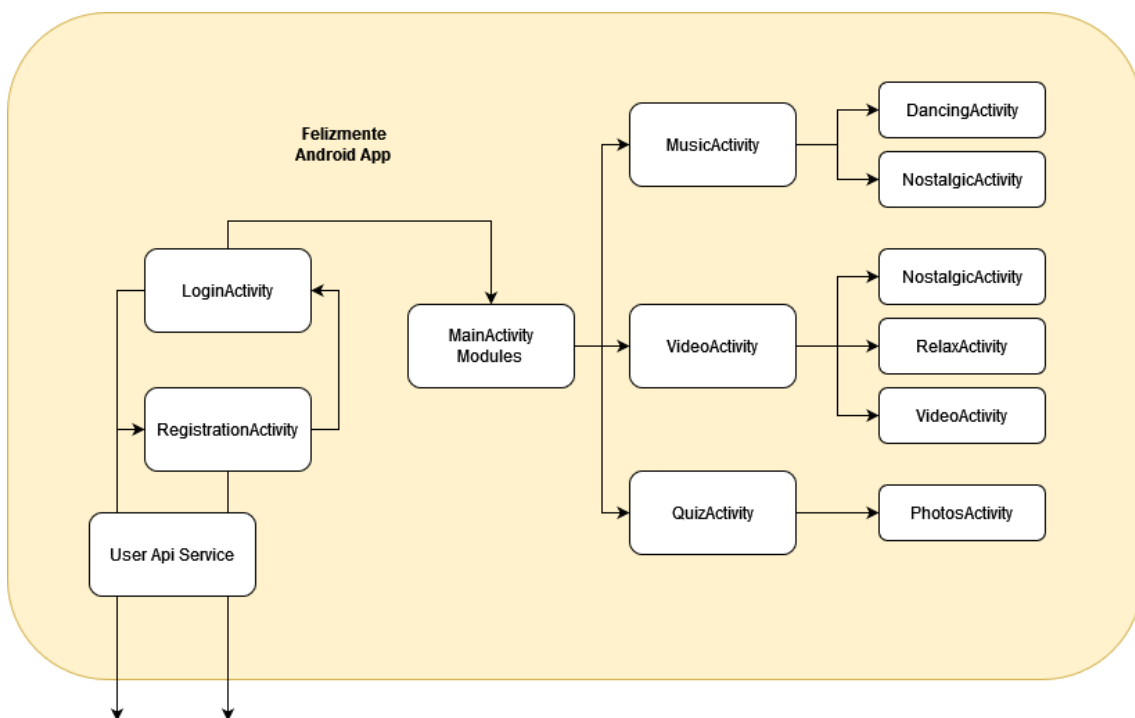 Felizmente
Android App
LoginActivity
RegistrationActivity
User Api Service
MainActivity
Modules
MusicActivity
VideoActivity
QuizActivity
DancingActivity
NostalgicActivity
NostalgicActivity
RelaxActivity
VideoActivity
PhotosActivity